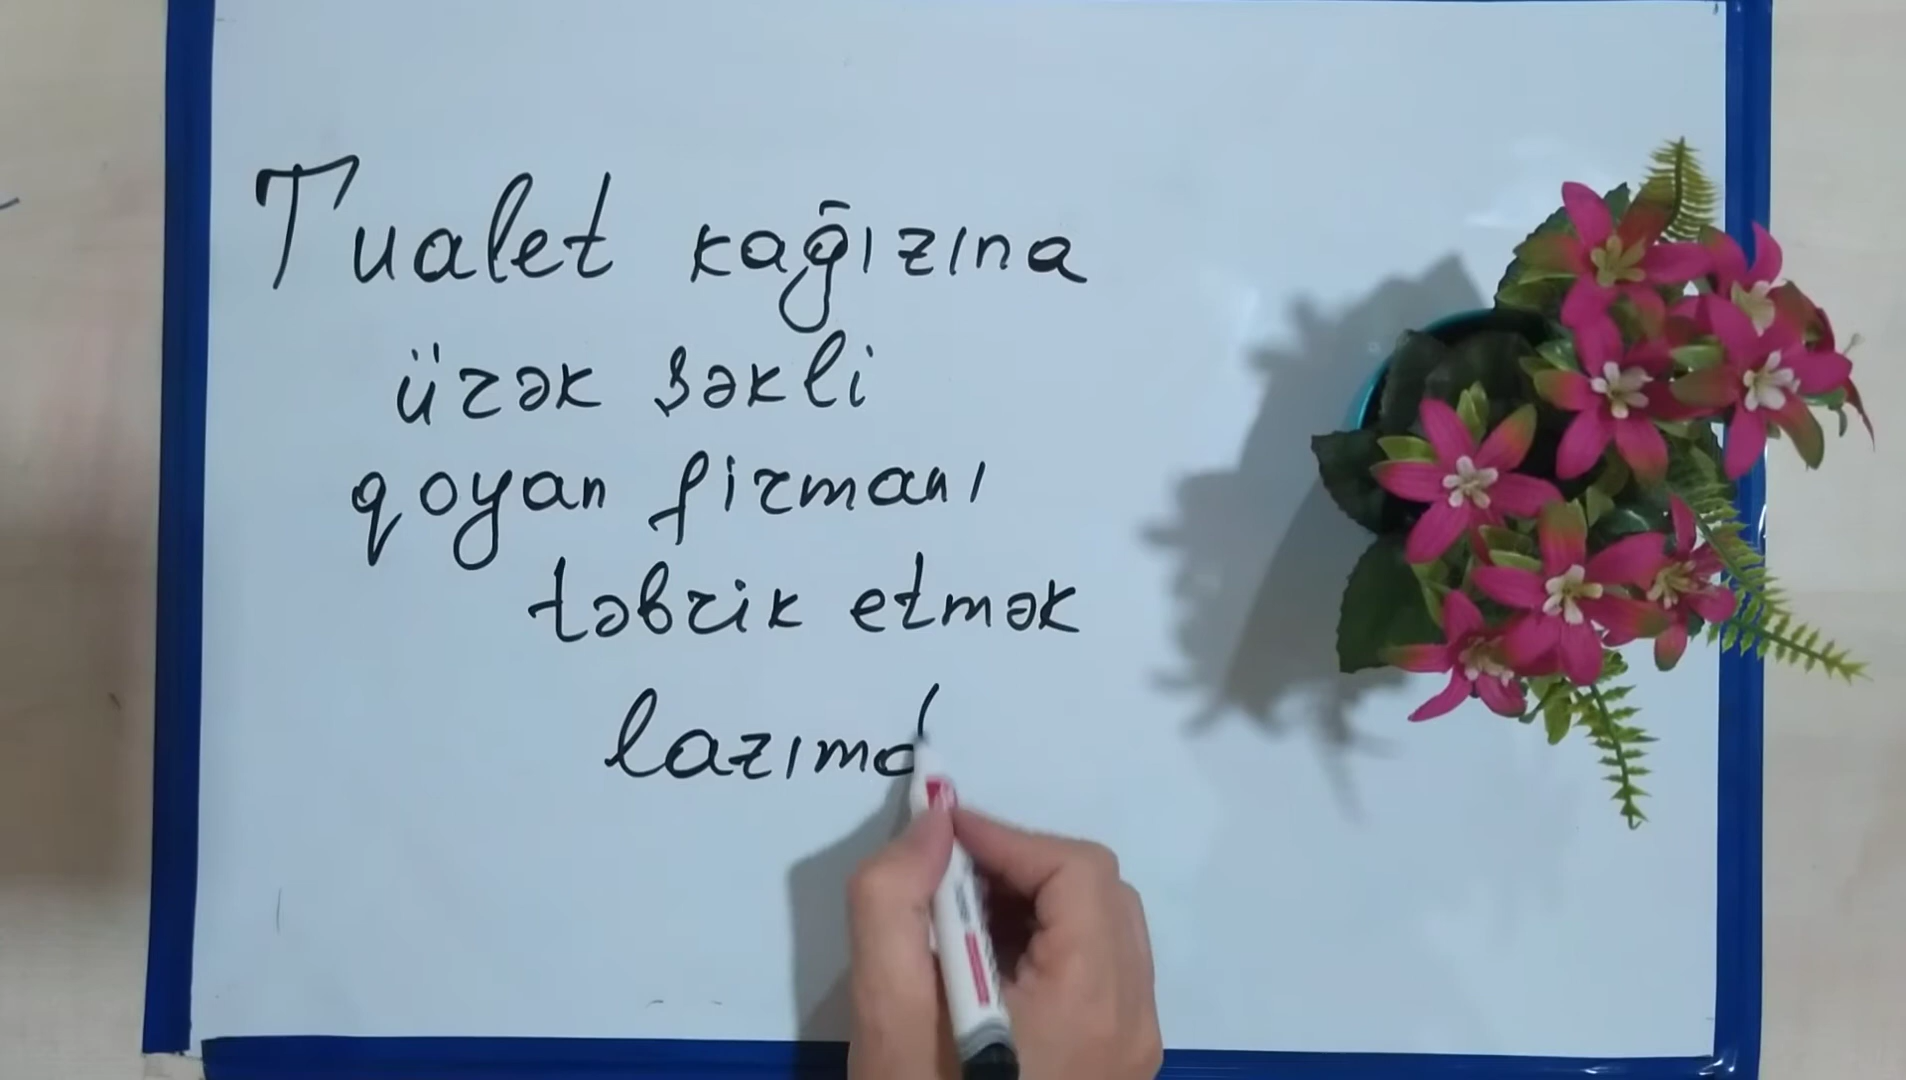 Tualet kağızına
ürək şəkli
qoyan firmanı
təbrik etmək
lazımd